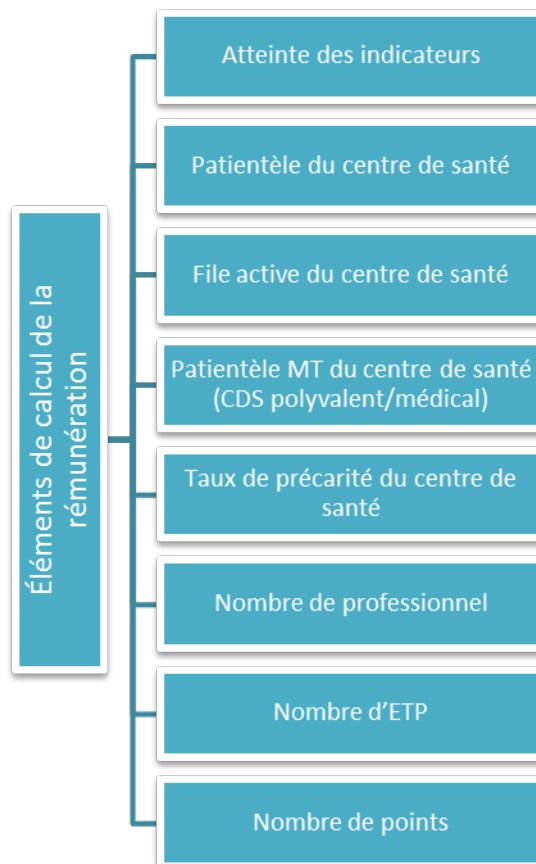 Éléments de calcul de la
rémunération
Atteinte des indicateurs
Patientèle du centre de santé
File active du centre de santé
Patientèle MT du centre de santé
(CDS polyvalent/médical)
Taux de précarité du centre de
santé
Nombre de professionnel
Nombre d’ETP
Nombre de points